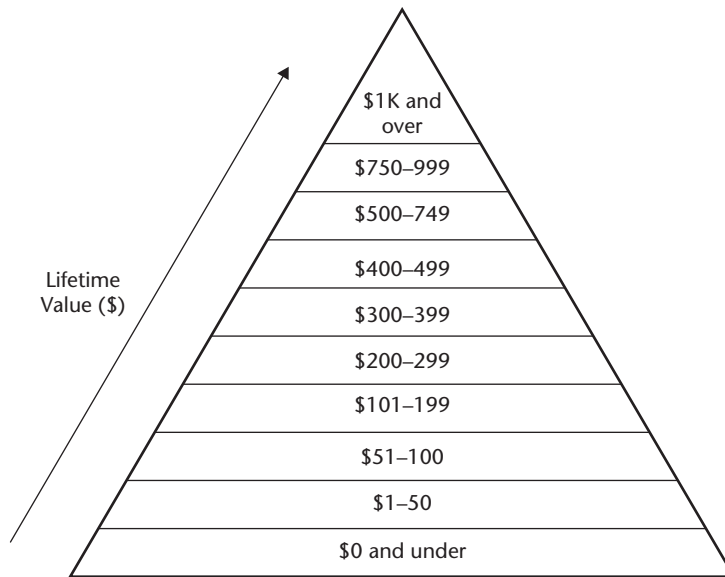 $1K and
over
$750–999
$500–749
Lifetime
Value ($)
$400–499
$300–399
$200–299
$101–199
$51–100
$1–50
$0 and under